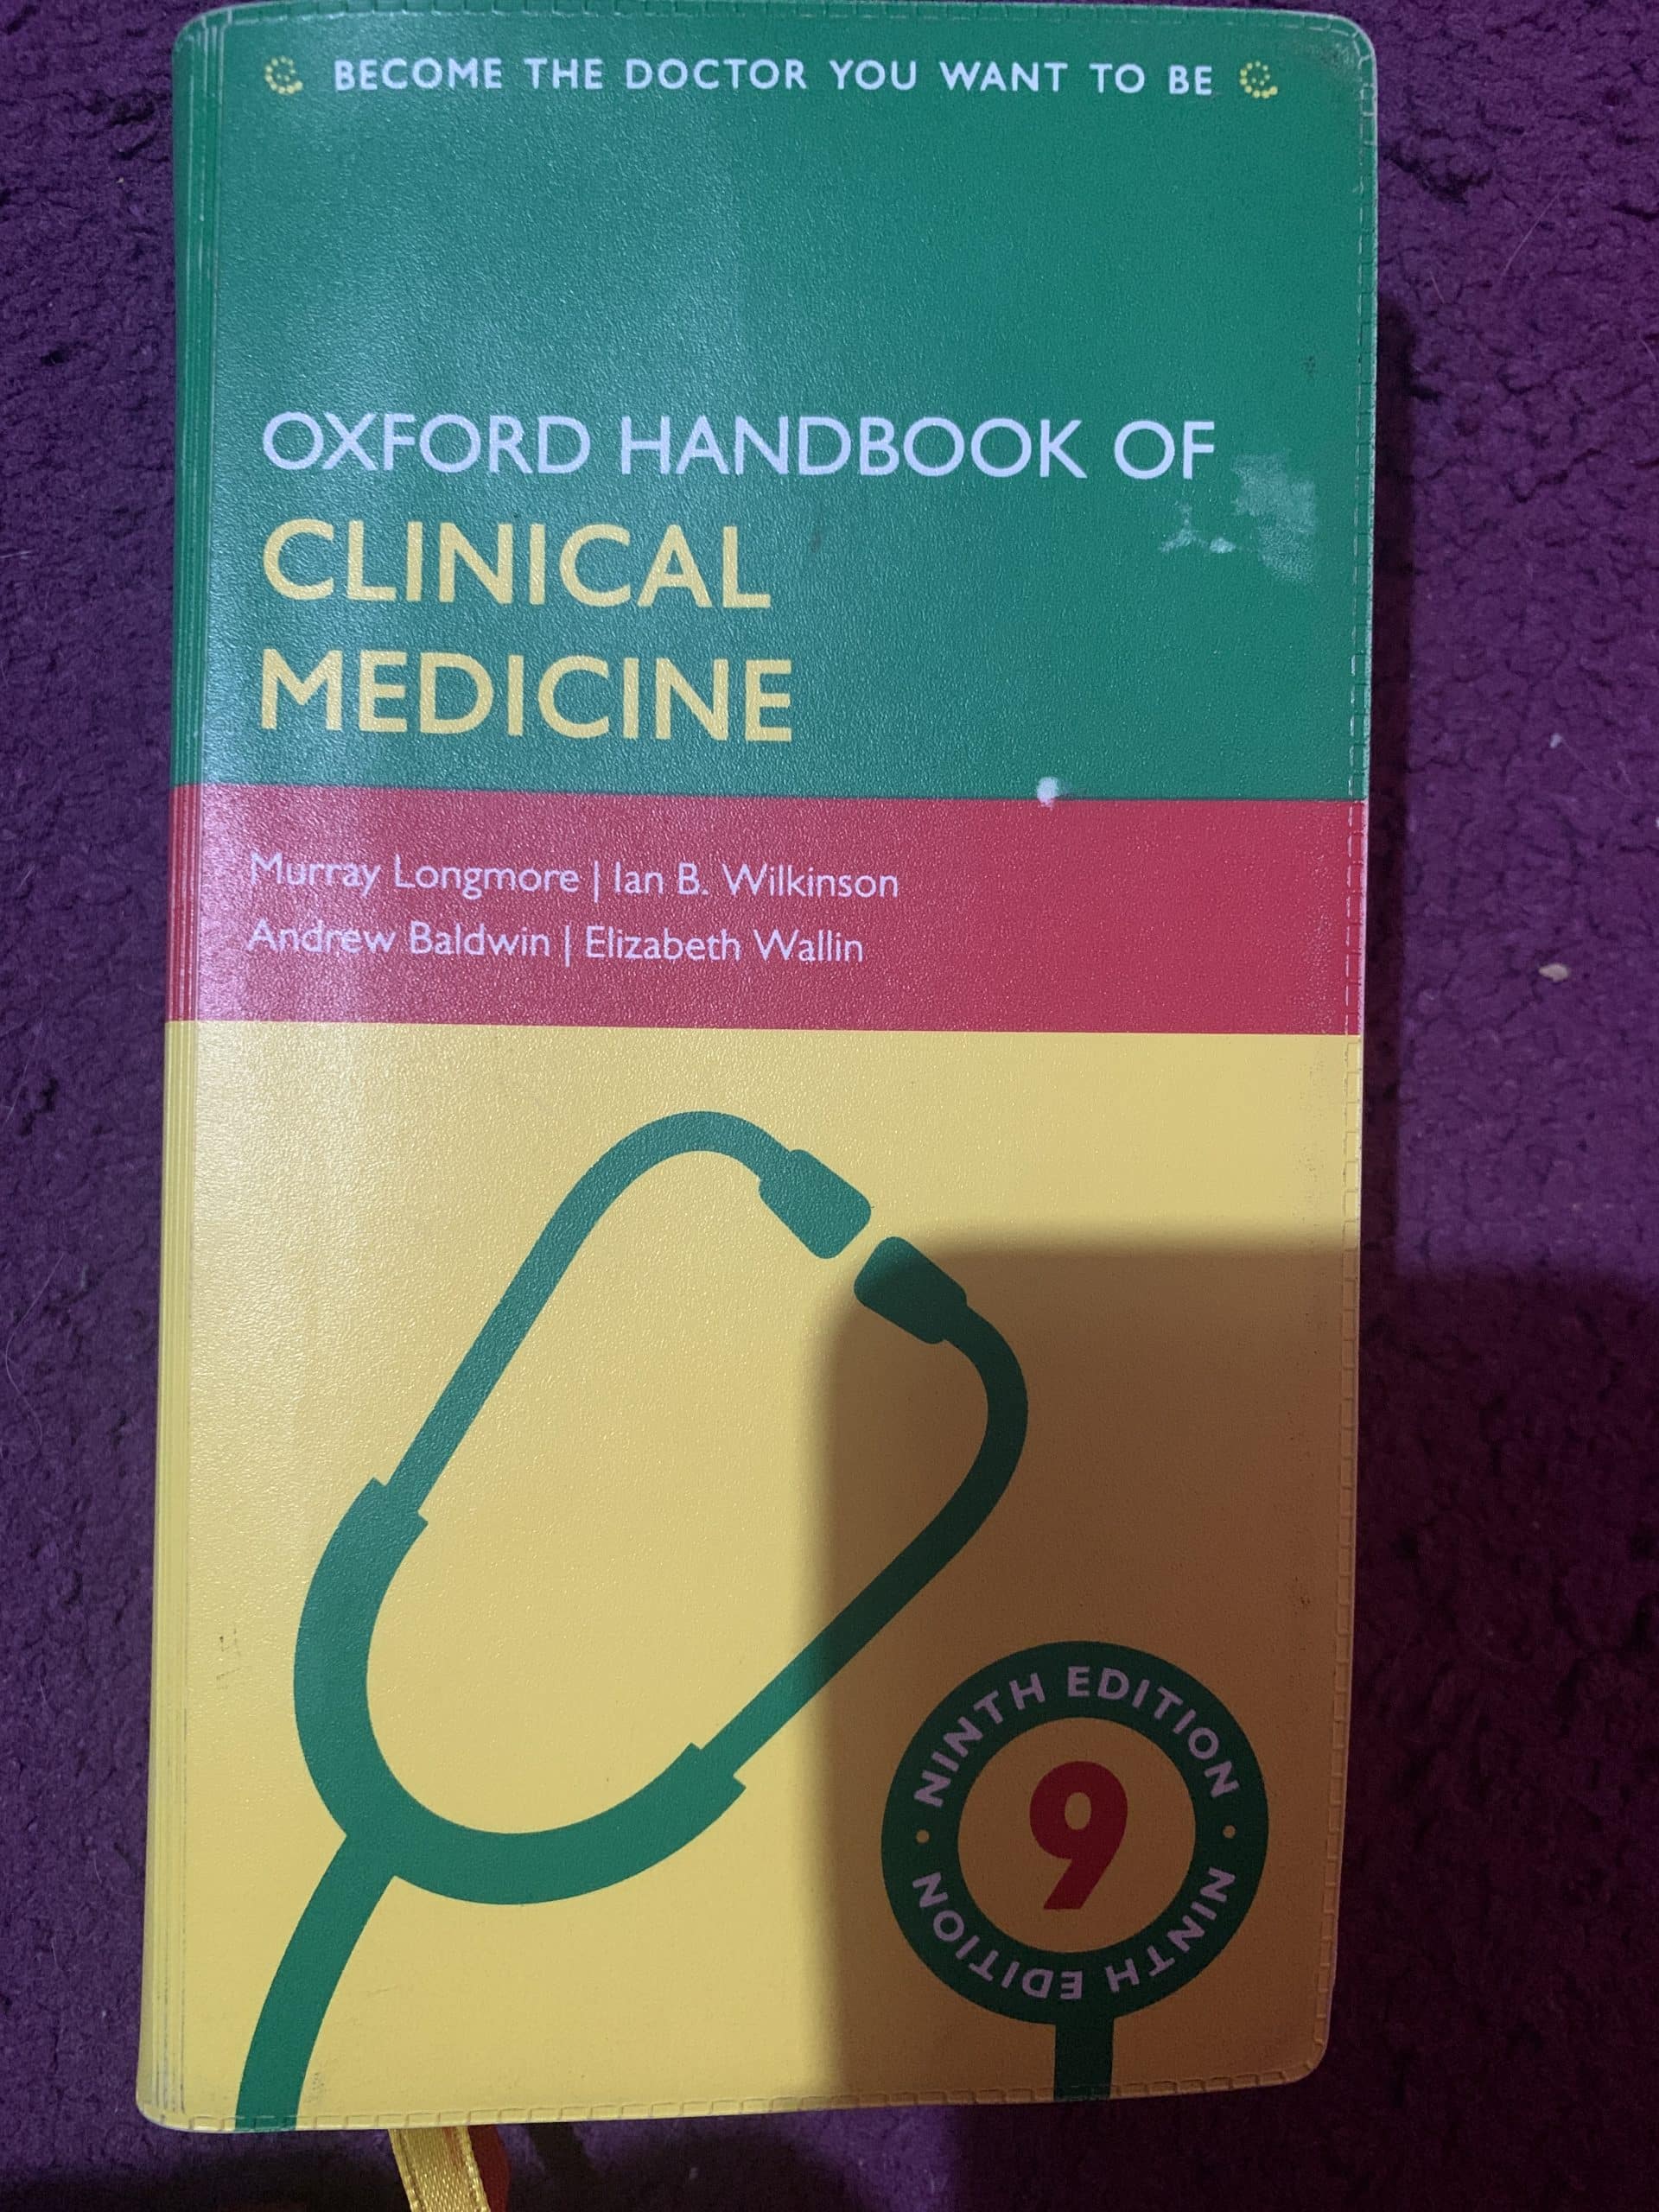 BECOME THE DOCTOR YOU WANT TO BE
OXFORD HANDBOOK OF
CLINICAL
MEDICINE
Murray Longmore | Ian B. Wilkinson
Andrew Baldwin | Elizabeth Wallin
NINTH EDITION • NINTH EDITION •
9